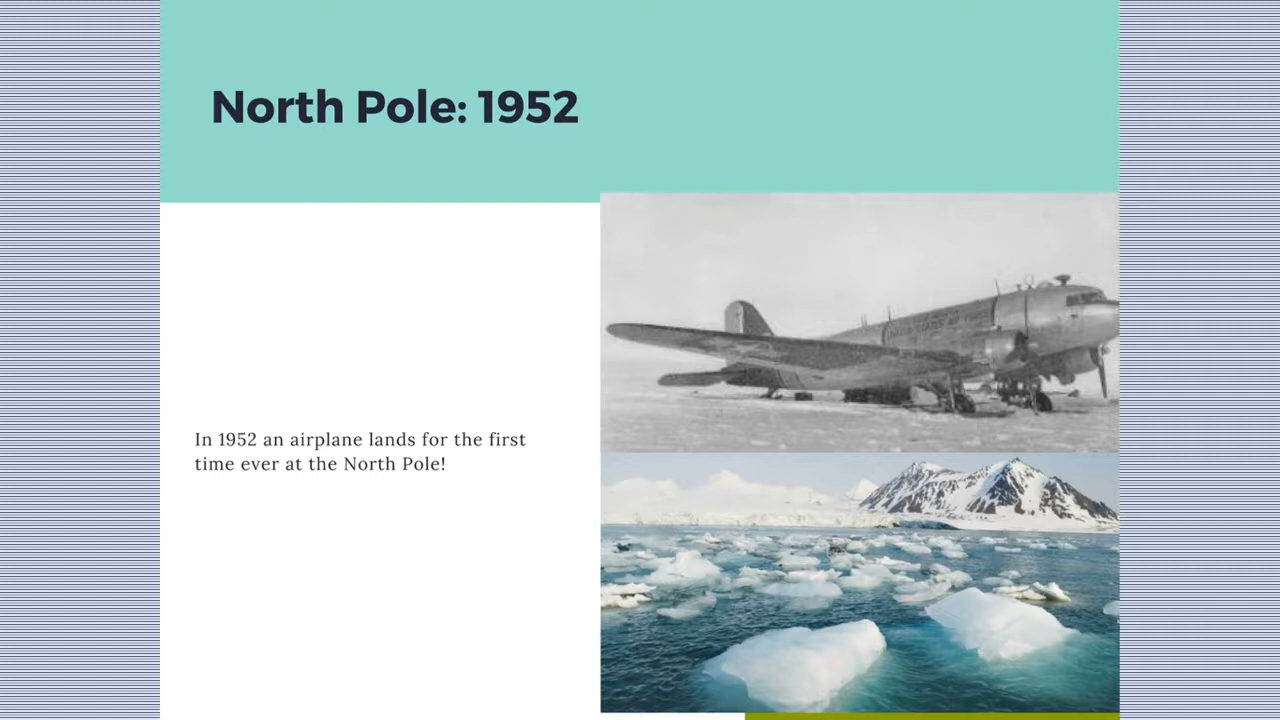 North Pole: 1952
In 1952 an airplane lands for the first
time ever at the North Pole!